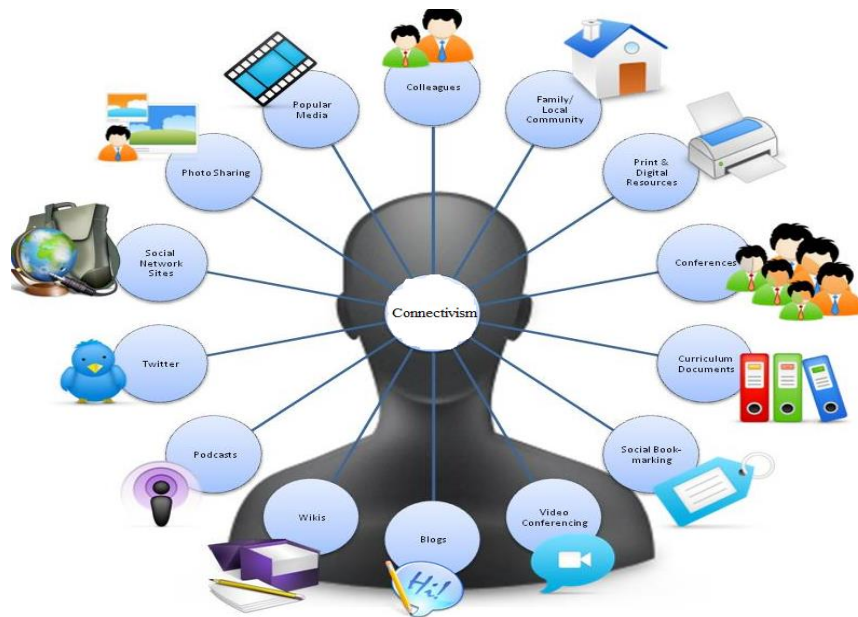 Colleagues
Family/
Local
Community
Print &
Digital
Resources
Conferences
Curriculum
Documents
Social Book-
marking
Video
Conferencing
Hi!
Blogs
Wikis
Podcasts
Twitter
Social
Network
Sites
Photo Sharing
Popular
Media
Connectivism